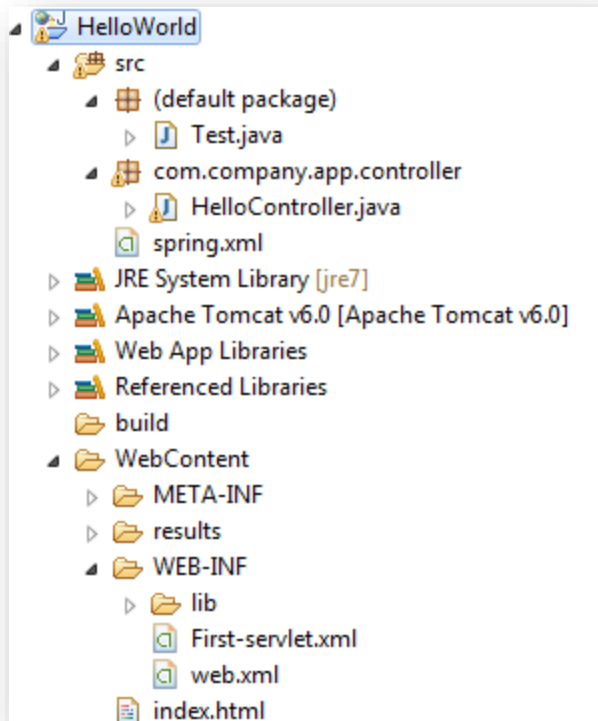 HelloWorld
src
(default package)
Test.java
com.company.app.controller
HelloController.java
spring.xml
JRE System Library [jre7]
Apache Tomcat v6.0 [Apache Tomcat v6.0]
Web App Libraries
Referenced Libraries
build
WebContent
META-INF
results
WEB-INF
lib
First-servlet.xml
web.xml
index.html